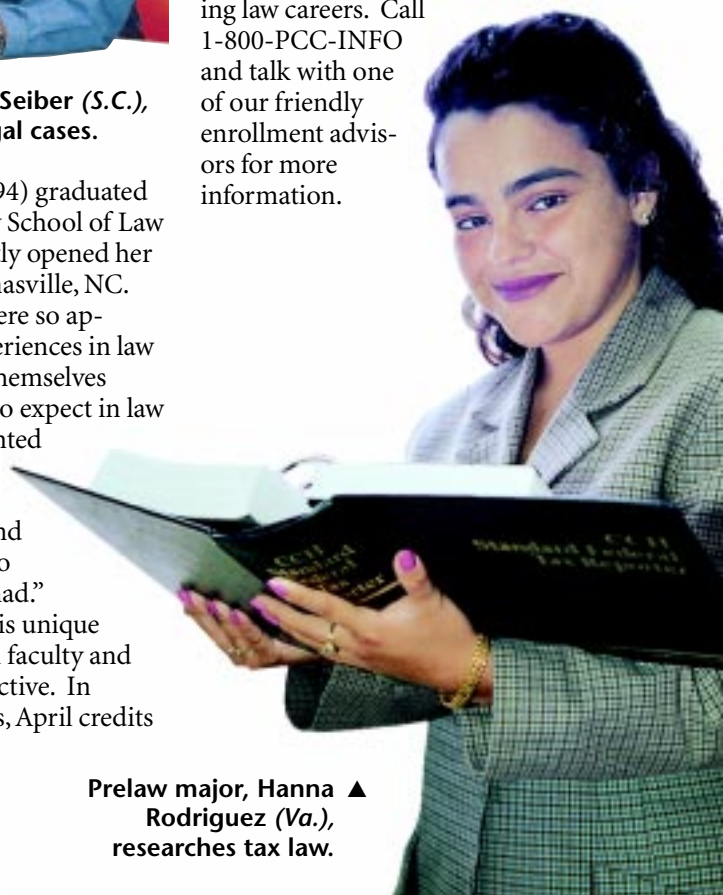 Seiber (S.C.),
gal cases.
94) graduated
School of Law
ly opened her
nasville, NC.
ere so ap-
eriences in law
hemselves
o expect in law
nted
nd
o
nad.”
is unique
faculty and
ctive. In
s, April credits
ing law careers. Call
1-800-PCC-INFO
and talk with one
of our friendly
enrollment advis-
ors for more
information.
CCH
Standard Federal
Tax Reporter
Prelaw major, Hanna ▲
Rodriguez (Va.),
researches tax law.